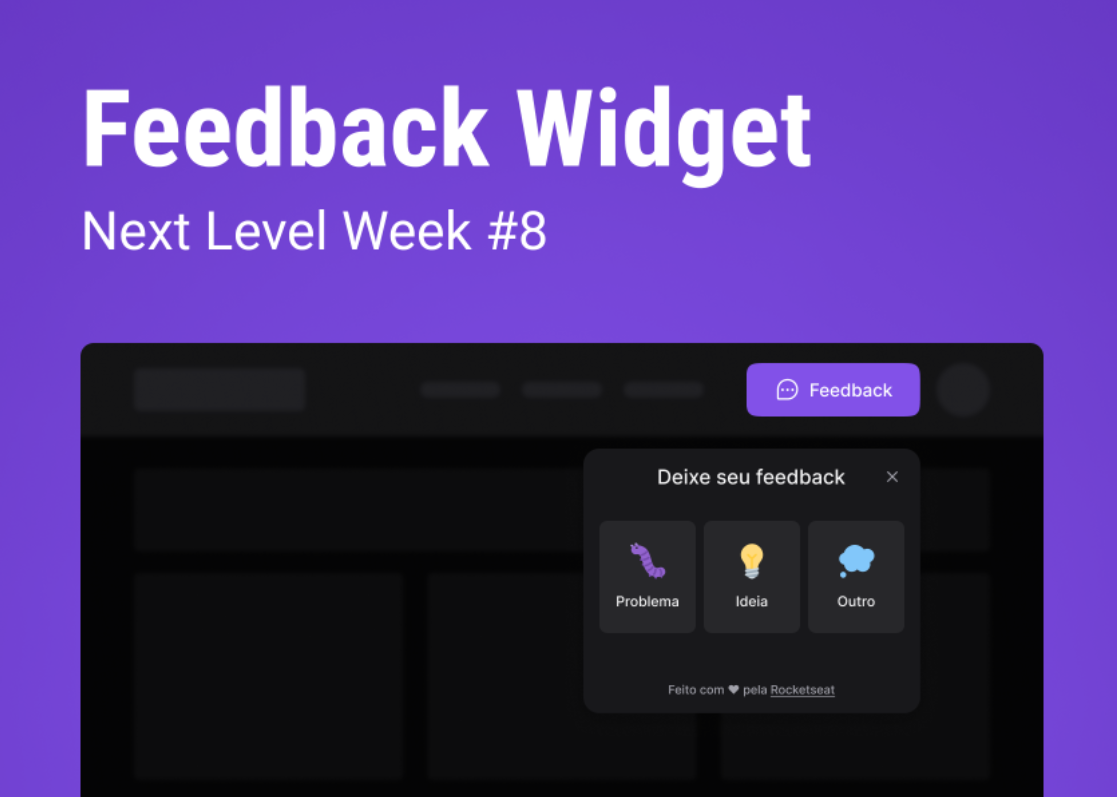 Feedback Widget
Next Level Week #8
Feedback
Deixe seu feedback
Problema
Ideia
Outro
Feito com ♥ pela Rocketseat